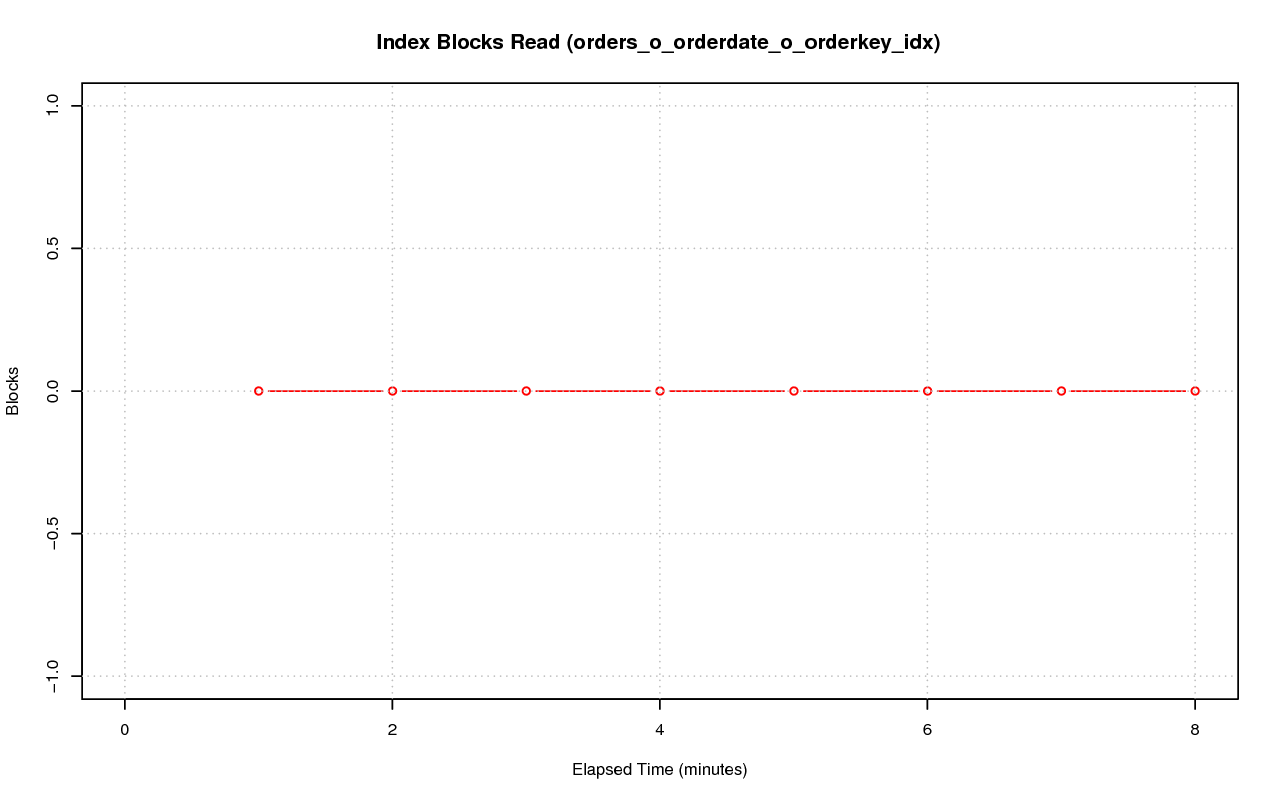 Index Blocks Read (orders_o_orderdate_o_orderkey_idx)
1.0
0.5
0.0
−0.5
−1.0
Blocks
0 2 4 6 8
Elapsed Time (minutes)